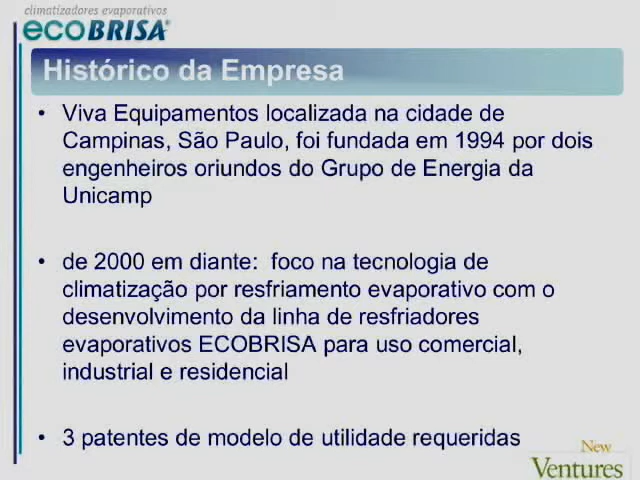 climatizadores evaporativos
ecoBRISA®
Histórico da Empresa
• Viva Equipamentos localizada na cidade de
Campinas, São Paulo, foi fundada em 1994 por dois
engenheiros oriundos do Grupo de Energia da
Unicamp
• de 2000 em diante: foco na tecnologia de
climatização por resfriamento evaporativo com o
desenvolvimento da linha de resfriadores
evaporativos ECOBRISA para uso comercial,
industrial e residencial
• 3 patentes de modelo de utilidade requeridas
New
Ventures